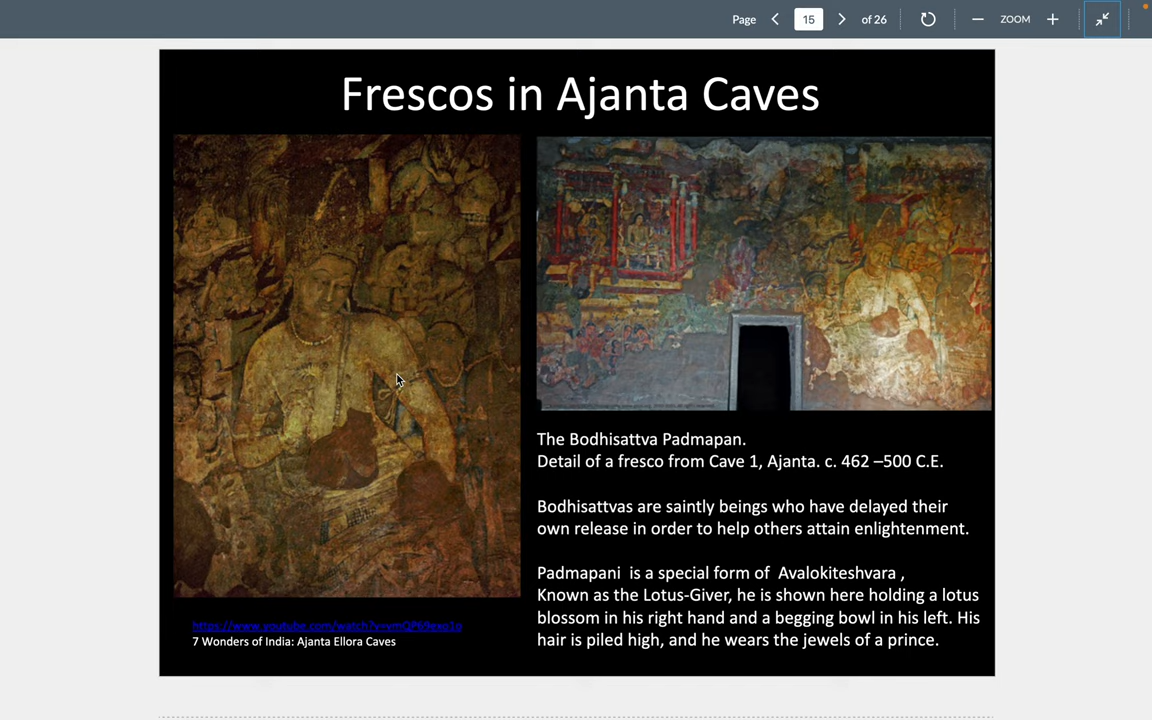 Page 15 of 26 ZOOM
Frescos in Ajanta Caves
The Bodhisattva Padmapan.
Detail of a fresco from Cave 1, Ajanta. c. 462 –500 C.E.
Bodhisattvas are saintly beings who have delayed their
own release in order to help others attain enlightenment.
Padmapani is a special form of Avalokiteshvara ,
Known as the Lotus-Giver, he is shown here holding a lotus
blossom in his right hand and a begging bowl in his left. His
hair is piled high, and he wears the jewels of a prince.
7 Wonders of India: Ajanta Ellora Caves